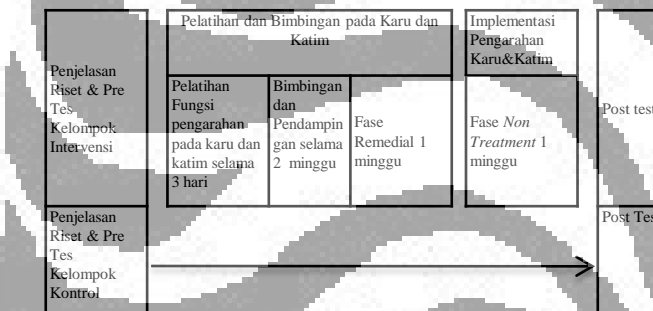 Pelatihan dan Bimbingan pada Karu dan
Katim
Implementasi
Pengarahan
Karu&Katim
Penjelasan
Riset & Pre
Tes
Kelompok
Intervensi
Pelatihan
Fungsi
pengarahan
pada karu dan
katim selama
3 hari
Bimbingan
dan
Pendampin
gan selama
2 minggu
Fase
Remedial 1
minggu
Fase Non
Treatment 1
minggu
Post test
Penjelasan
Riset & Pre
Tes
Kelompok
Kontrol
Post Tes